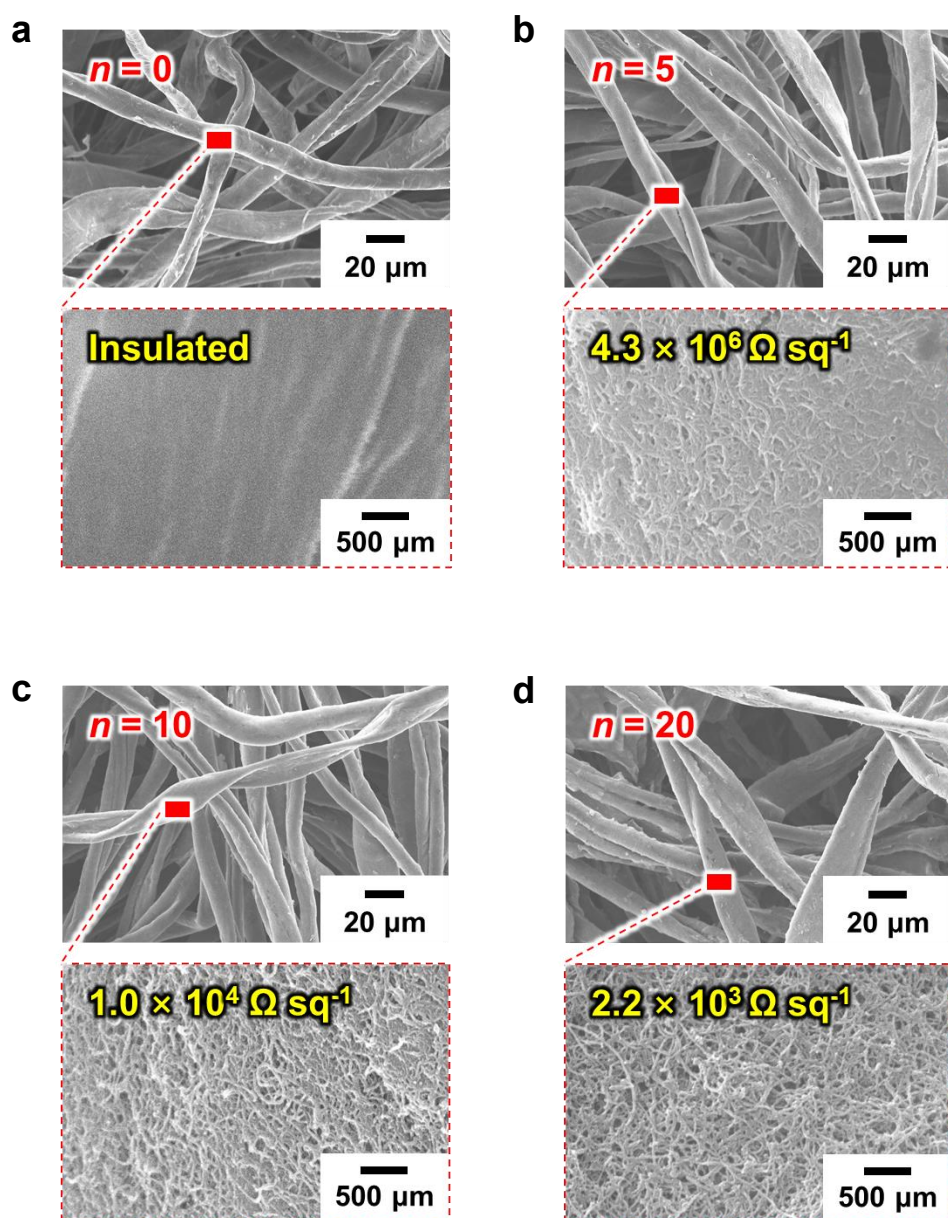 a
n = 0
20 µm
Insulated
500 µm
b
n = 5
20 µm
4.3 × 10⁶ Ω sq⁻¹
500 µm
c
n = 10
20 µm
1.0 × 10⁴ Ω sq⁻¹
500 µm
d
n = 20
20 µm
2.2 × 10³ Ω sq⁻¹
500 µm